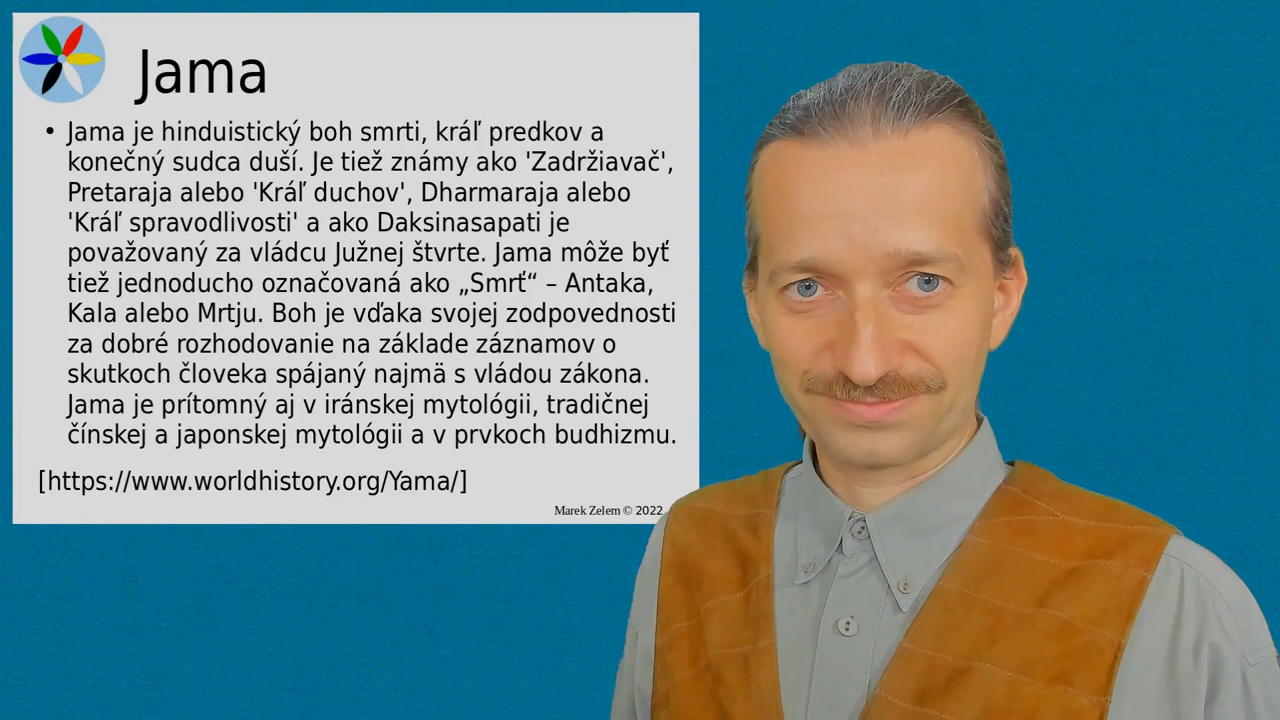 Jama
• Jama je hinduistický boh smrti, kráľ predkov a
konečný sudca duší. Je tiež známy ako 'Zadržiavač',
Pretaraja alebo 'Kráľ duchov', Dharmaraja alebo
'Kráľ spravodlivosti' a ako Daksinasapati je
považovaný za vládcu Južnej štvrte. Jama môže byť
tiež jednoducho označovaná ako „Smrť“ – Antaka,
Kala alebo Mrtju. Boh je vďaka svojej zodpovednosti
za dobré rozhodovanie na základe záznamov o
skutkoch človeka spájaný najmä s vládou zákona.
Jama je prítomný aj v iránskej mytológii, tradičnej
čínskej a japonskej mytológii a v prvkoch budhizmu.
[https://www.worldhistory.org/Yama/]
Marek Zelem © 2022